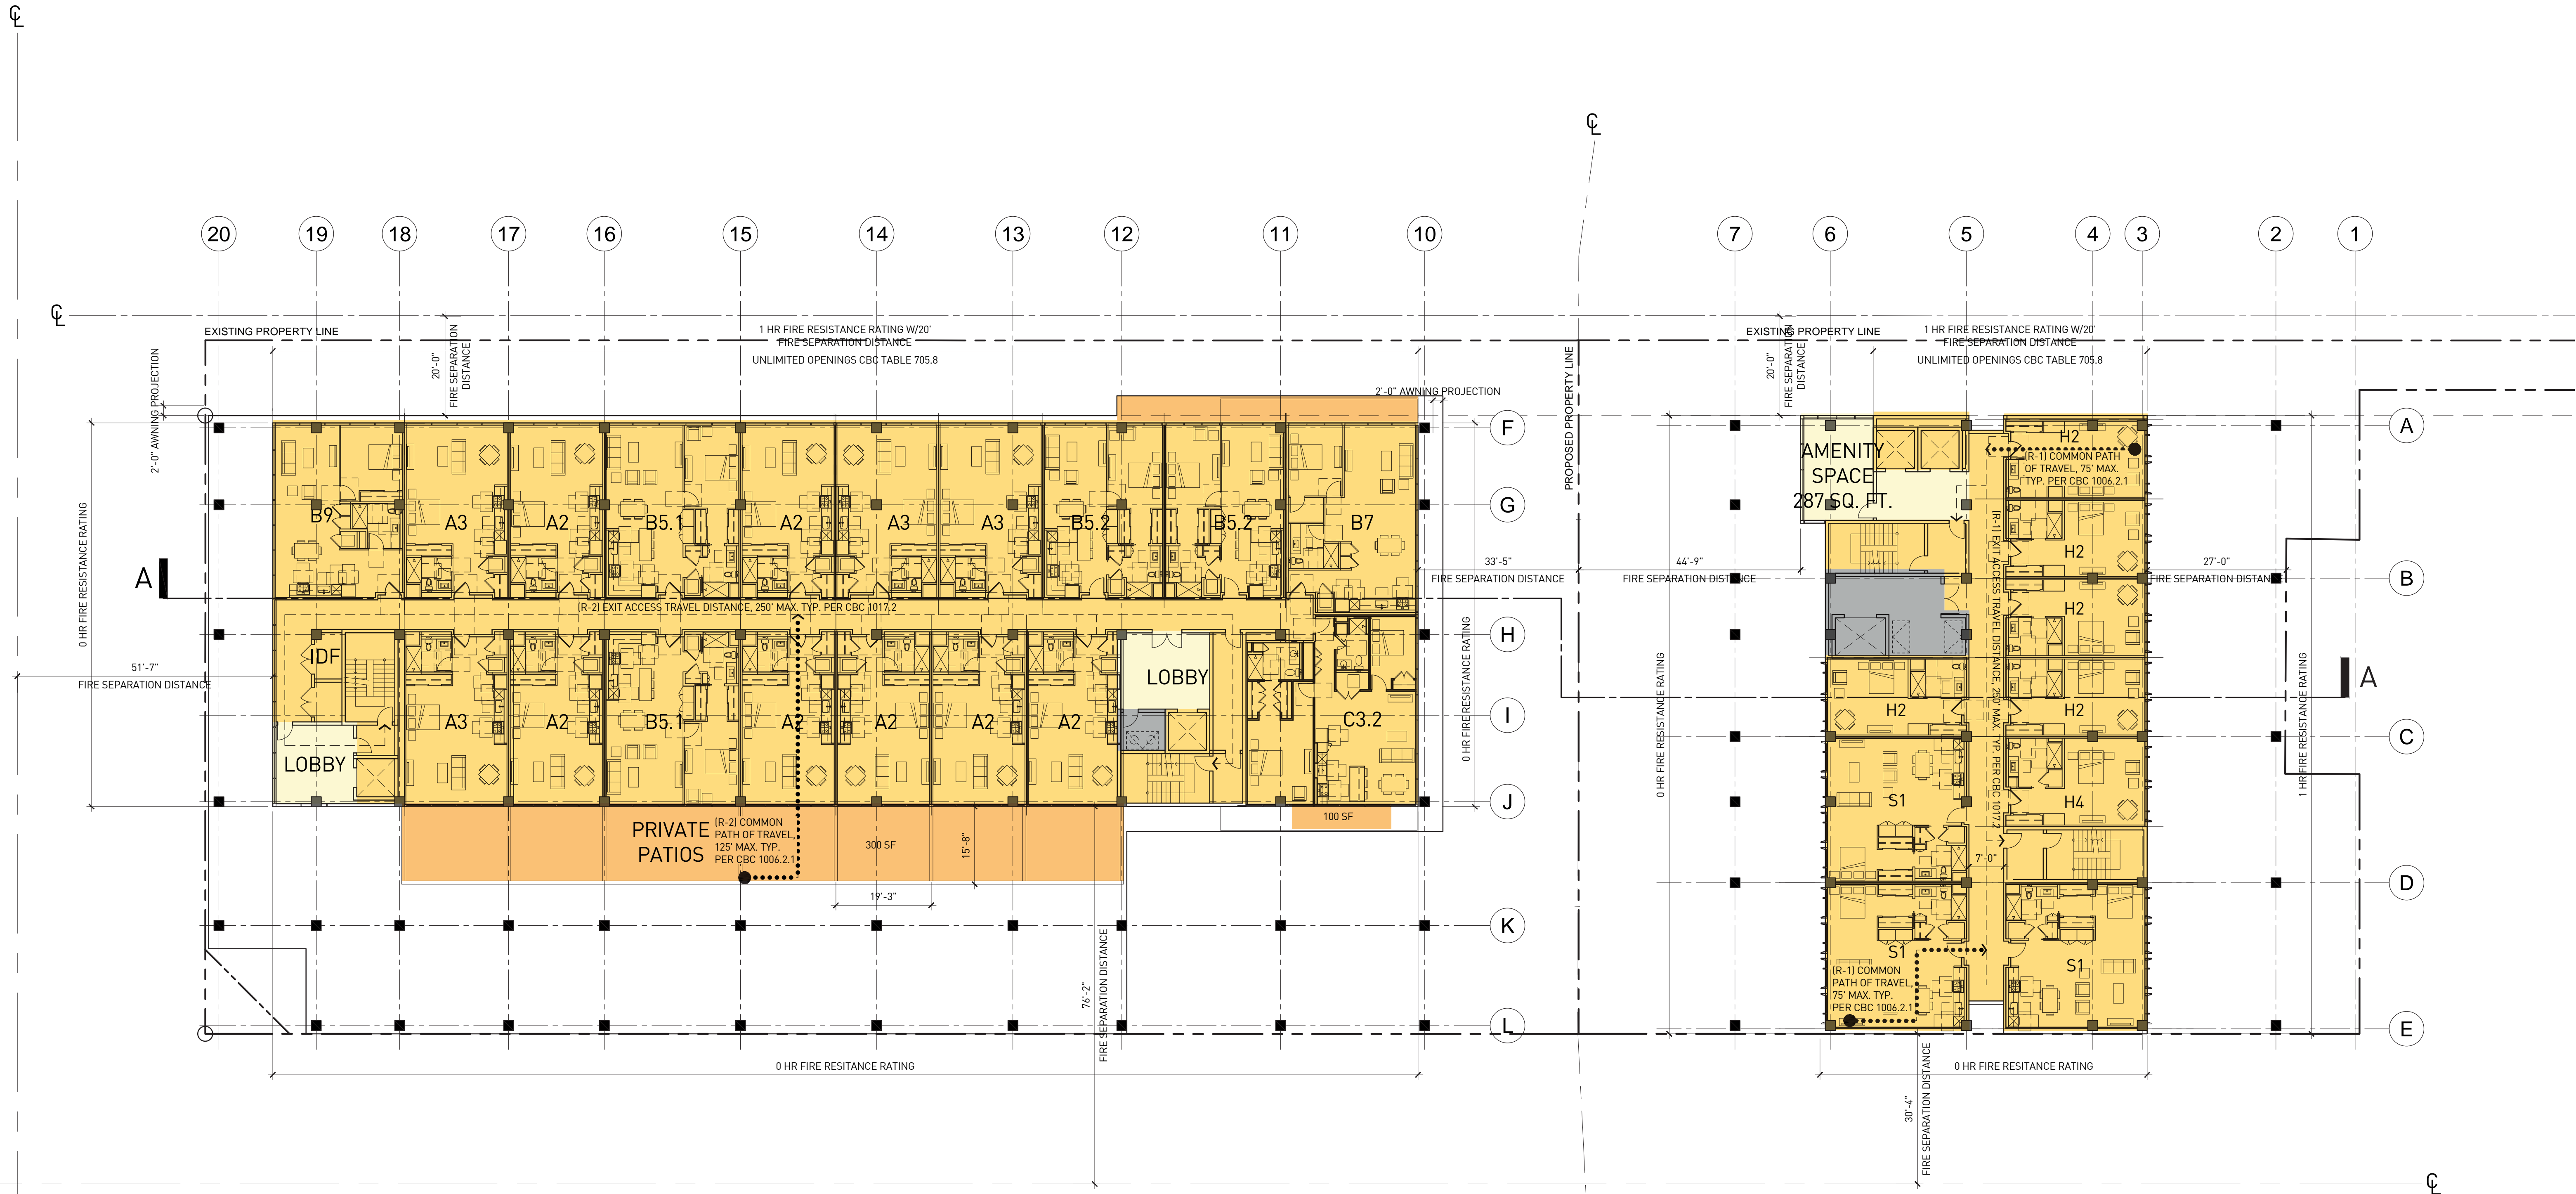 ℄
℄
20
19
18
17
16
15
14
13
12
11
10
7
6
5
4
3
2
1
℄
EXISTING PROPERTY LINE
1 HR FIRE RESISTANCE RATING W/20'
FIRE SEPARATION DISTANCE
UNLIMITED OPENINGS CBC TABLE 705.8
EXISTING PROPERTY LINE
1 HR FIRE RESISTANCE RATING W/20'
FIRE SEPARATION DISTANCE
UNLIMITED OPENINGS CBC TABLE 705.8
2'-0" AWNING PROJECTION
20'-0"
FIRE SEPARATION
DISTANCE
2'-0" AWNING PROJECTION
PROPOSED PROPERTY LINE
20'-0"
FIRE SEPARATION
DISTANCE
F
G
H
I
J
K
L
A
B
C
D
E
B9
A3
A2
B5.1
A2
A3
A3
B5.2
B5.2
B7
0 HR FIRE RESISTANCE RATING
A
51'-7"
FIRE SEPARATION DISTANCE
(R-2) EXIT ACCESS TRAVEL DISTANCE, 250' MAX. TYP. PER CBC 1017.2
IDF
LOBBY
A3
A2
B5.1
A2
A2
A2
A2
LOBBY
C3.2
0 HR FIRE RESISTANCE RATING
33'-5"
FIRE SEPARATION DISTANCE
44'-9"
FIRE SEPARATION DISTANCE
PRIVATE
PATIOS
(R-2) COMMON
PATH OF TRAVEL,
125' MAX. TYP.
PER CBC 1006.2.1
300 SF
15'-8"
19'-3"
100 SF
76'-2"
FIRE SEPARATION DISTANCE
0 HR FIRE RESITANCE RATING
AMENITY
SPACE
287 SQ. FT.
H2
(R-1) COMMON PATH
OF TRAVEL, 75' MAX.
TYP. PER CBC 1006.2.1
H2
H2
H2
H2
H4
S1
S1
S1
(R-1) EXIT ACCESS TRAVEL DISTANCE, 250' MAX. TYP. PER CBC 1017.2
7'-0"
(R-1) COMMON
PATH OF TRAVEL,
75' MAX. TYP.
PER CBC 1006.2.1
27'-0"
FIRE SEPARATION DISTANCE
0 HR FIRE RESISTANCE RATING
1 HR FIRE RESISTANCE RATING
A
0 HR FIRE RESITANCE RATING
30'-4"
FIRE SEPARATION DISTANCE
℄